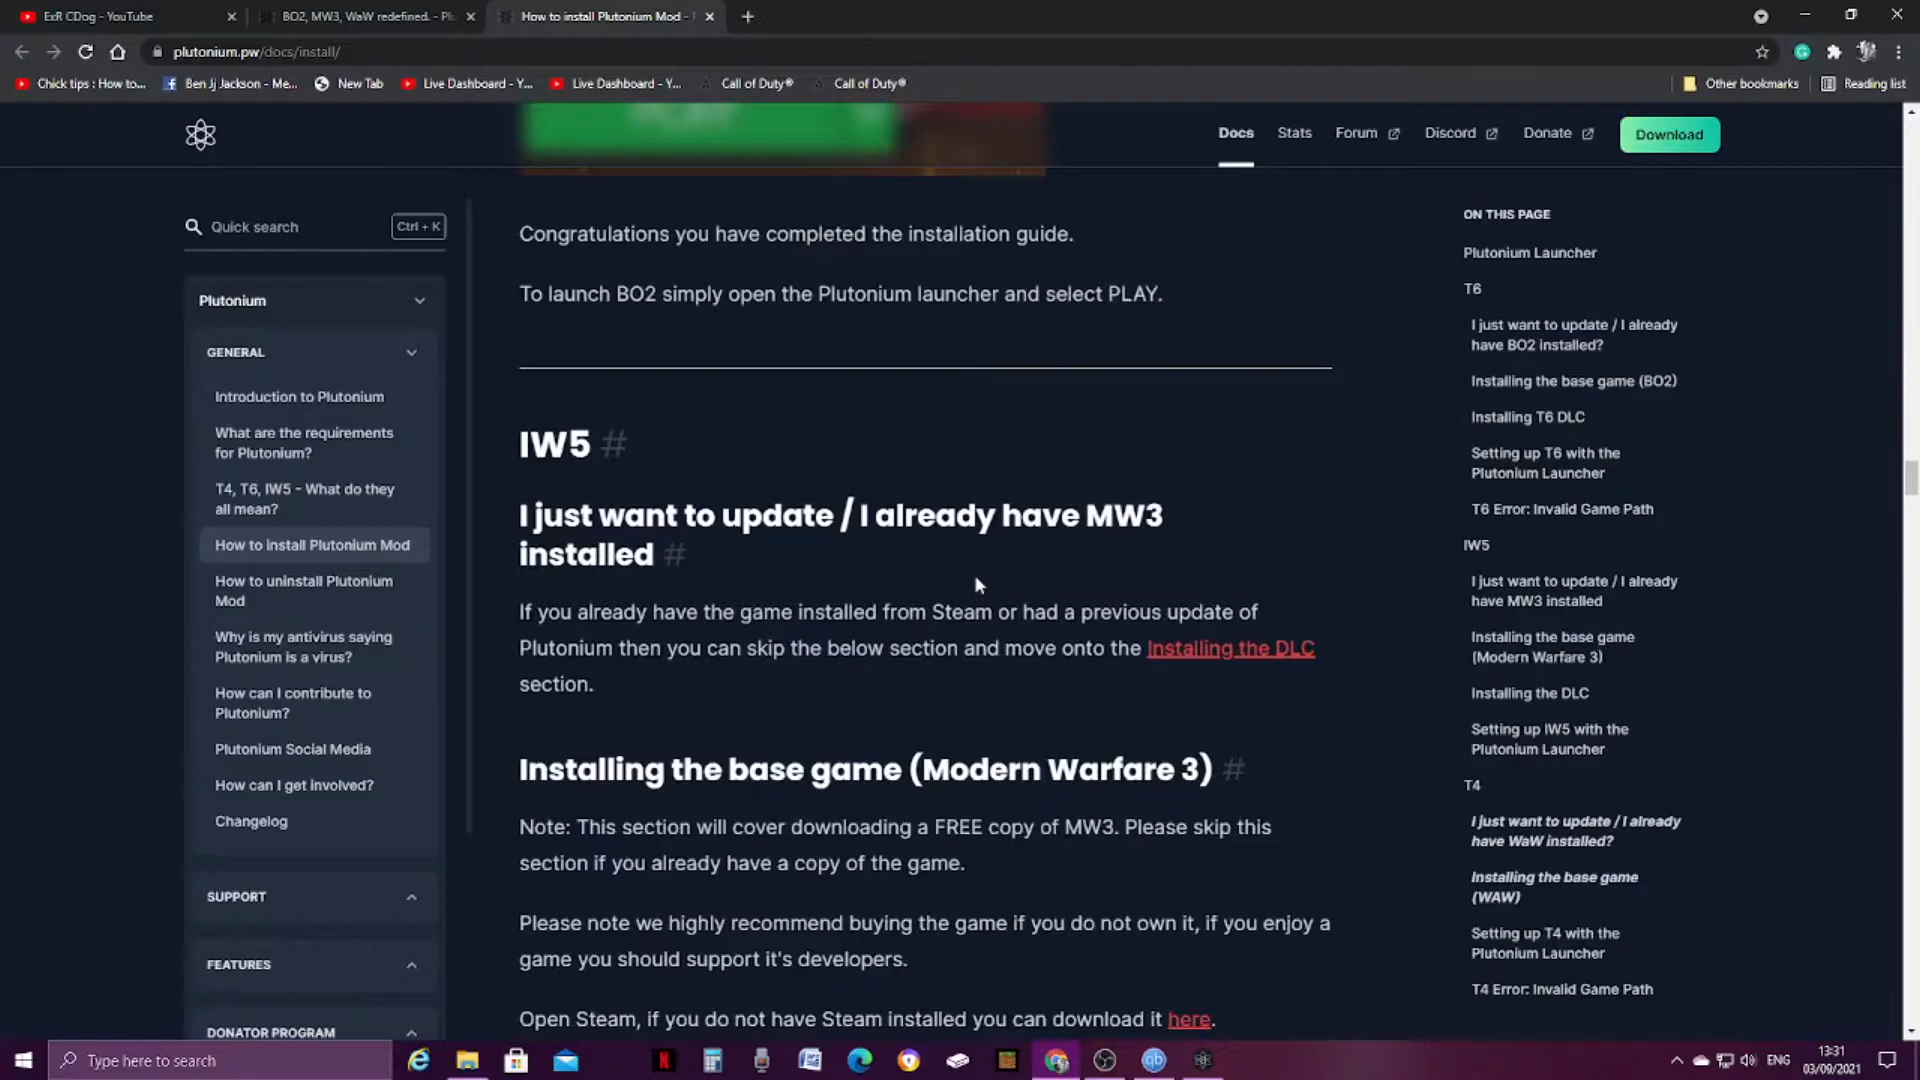 ExR CDog - YouTube
BO2, MW3, WaW redefined. - Plu
How to install Plutonium Mod -
plutonium.pw/docs/install/
Chick tips : How to...
Ben Jj Jackson - Me...
New Tab
Live Dashboard - Y...
Live Dashboard - Y...
Call of Duty®
Call of Duty®
Other bookmarks
Reading list
Docs
Stats
Forum
Discord
Donate
Download
Quick search
Ctrl + K
Plutonium
GENERAL
Introduction to Plutonium
What are the requirements
for Plutonium?
T4, T6, IW5 - What do they
all mean?
How to install Plutonium Mod
How to uninstall Plutonium
Mod
Why is my antivirus saying
Plutonium is a virus?
How can I contribute to
Plutonium?
Plutonium Social Media
How can I get involved?
Changelog
SUPPORT
FEATURES
DONATOR PROGRAM
Congratulations you have completed the installation guide.
To launch BO2 simply open the Plutonium launcher and select PLAY.
IW5 #
I just want to update / I already have MW3
installed #
If you already have the game installed from Steam or had a previous update of
Plutonium then you can skip the below section and move onto the Installing the DLC
section.
Installing the base game (Modern Warfare 3) #
Note: This section will cover downloading a FREE copy of MW3. Please skip this
section if you already have a copy of the game.
Please note we highly recommend buying the game if you do not own it, if you enjoy a
game you should support it's developers.
Open Steam, if you do not have Steam installed you can download it here.
ON THIS PAGE
Plutonium Launcher
T6
I just want to update / I already
have BO2 installed?
Installing the base game (BO2)
Installing T6 DLC
Setting up T6 with the
Plutonium Launcher
T6 Error: Invalid Game Path
IW5
I just want to update / I already
have MW3 installed
Installing the base game
(Modern Warfare 3)
Installing the DLC
Setting up IW5 with the
Plutonium Launcher
T4
I just want to update / I already
have WaW installed?
Installing the base game
(WAW)
Setting up T4 with the
Plutonium Launcher
T4 Error: Invalid Game Path
Type here to search
ENG
13:31
03/09/2021